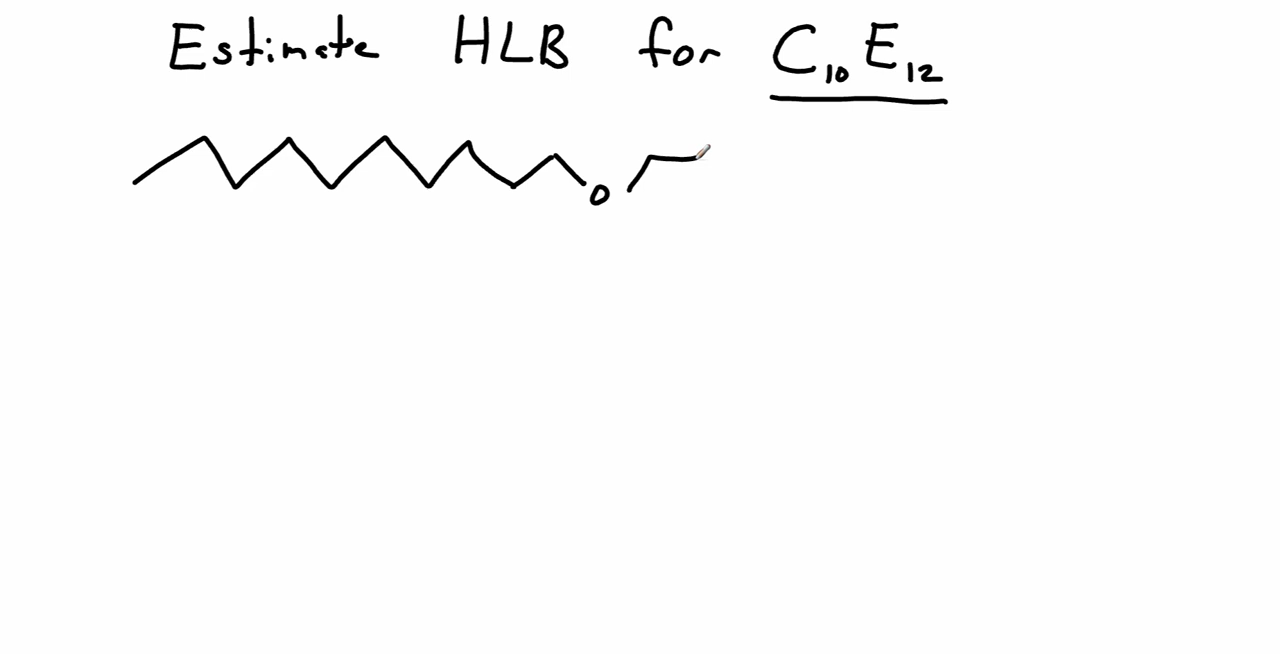 Estimate HLB for C₁₀E₁₂
O